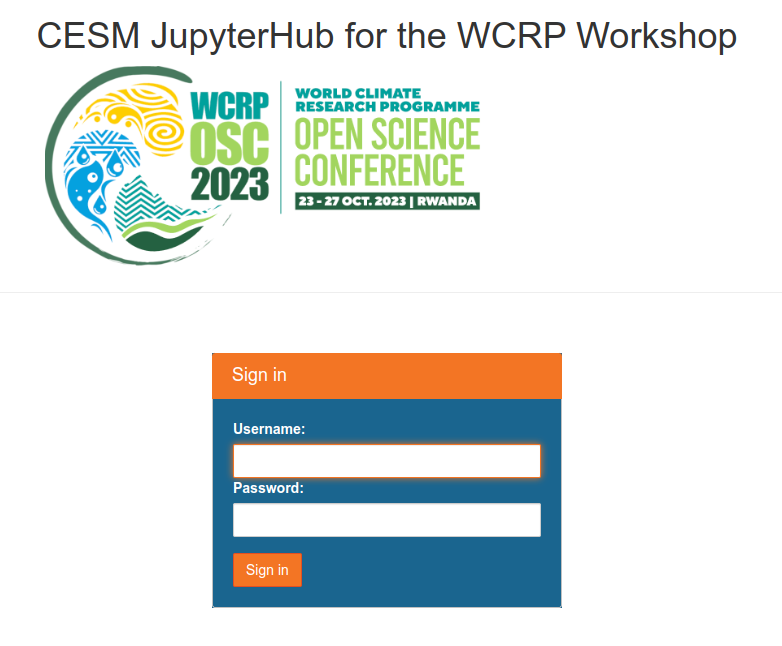 CESM JupyterHub for the WCRP Workshop
WCRP
OSC
2023
WORLD CLIMATE
RESEARCH PROGRAMME
OPEN SCIENCE
CONFERENCE
23 - 27 OCT. 2023 | RWANDA
Sign in
Username:
Password:
Sign in